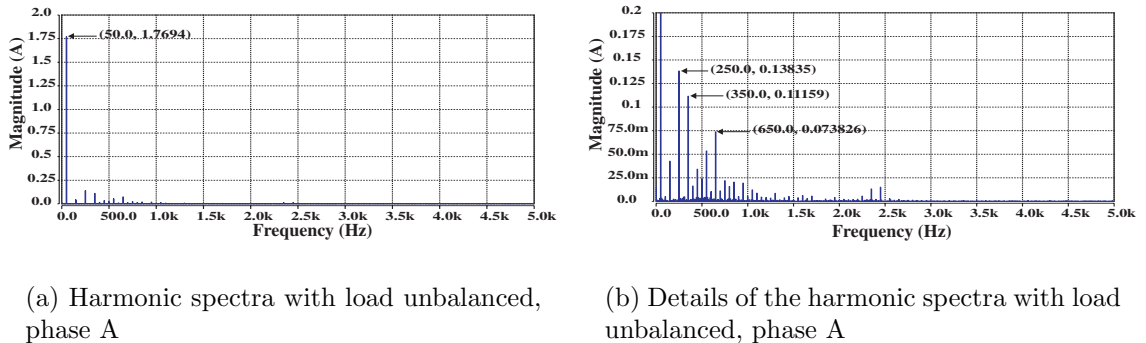 2.0
1.75
1.5
1.25
1.0
0.75
0.5
0.25
0.0
Magnitude (A)
(50.0, 1.7694)
0.0 500.0 1.0k 1.5k 2.0k 2.5k 3.0k 3.5k 4.0k 4.5k 5.0k
Frequency (Hz)
(a) Harmonic spectra with load unbalanced,
phase A
0.2
0.175
0.15
0.125
0.1
75.0m
50.0m
25.0m
0.0
Magnitude (A)
(250.0, 0.13835)
(350.0, 0.11159)
(650.0, 0.073826)
0.0 500.0 1.0k 1.5k 2.0k 2.5k 3.0k 3.5k 4.0k 4.5k 5.0k
Frequency (Hz)
(b) Details of the harmonic spectra with load
unbalanced, phase A